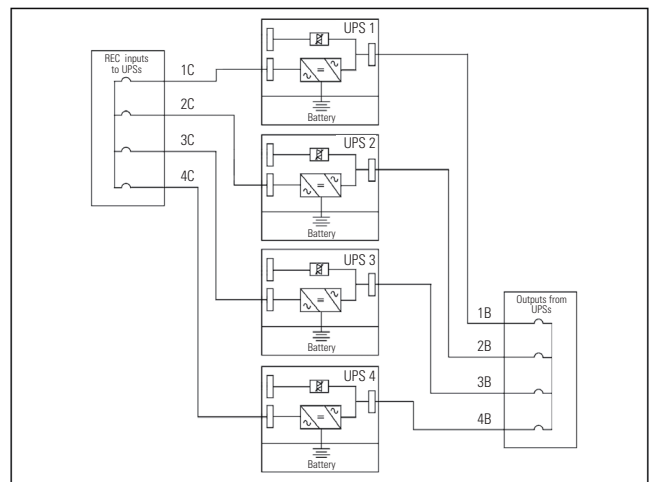 REC inputs
to UPSs
1C
2C
3C
4C
UPS 1
Battery
UPS 2
Battery
UPS 3
Battery
UPS 4
Battery
Outputs from
UPSs
1B
2B
3B
4B